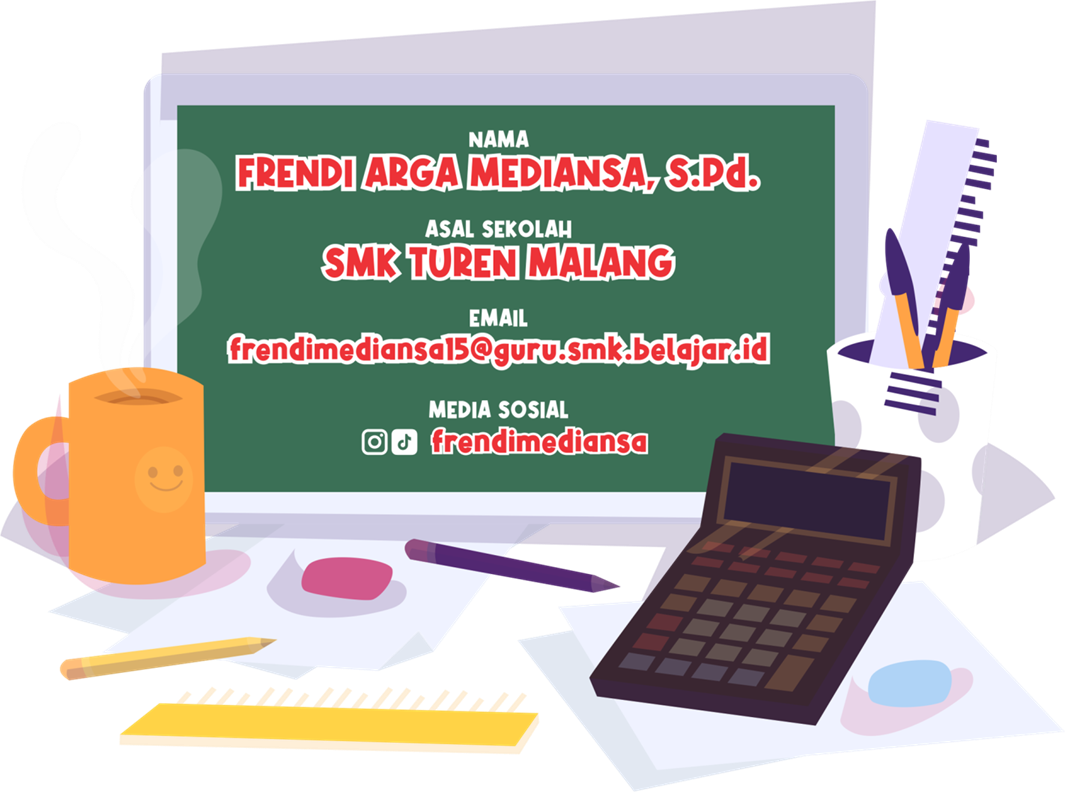 NAMA
FRENDI ARGA MEDIANSA, S.Pd.
ASAL SEKOLAH
SMK TUREN MALANG
EMAIL
frendimediansa15@guru.smk.belajar.id
MEDIA SOSIAL
frendimediansa